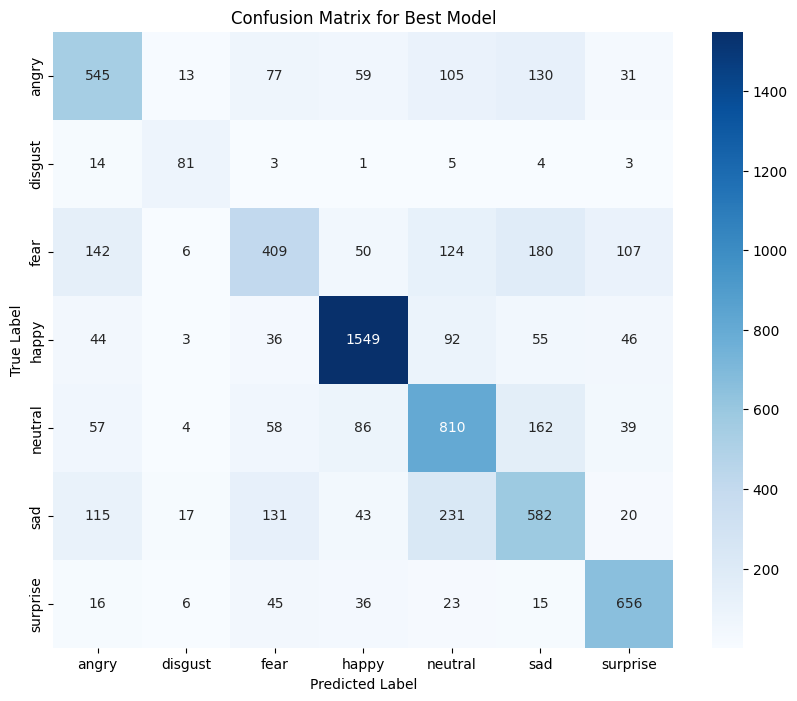 Confusion Matrix for Best Model
True Label
angry 545 13 77 59 105 130 31
disgust 14 81 3 1 5 4 3
fear 142 6 409 50 124 180 107
happy 44 3 36 1549 92 55 46
neutral 57 4 58 86 810 162 39
sad 115 17 131 43 231 582 20
surprise 16 6 45 36 23 15 656
angry disgust fear happy neutral sad surprise
Predicted Label
1400
1200
1000
800
600
400
200